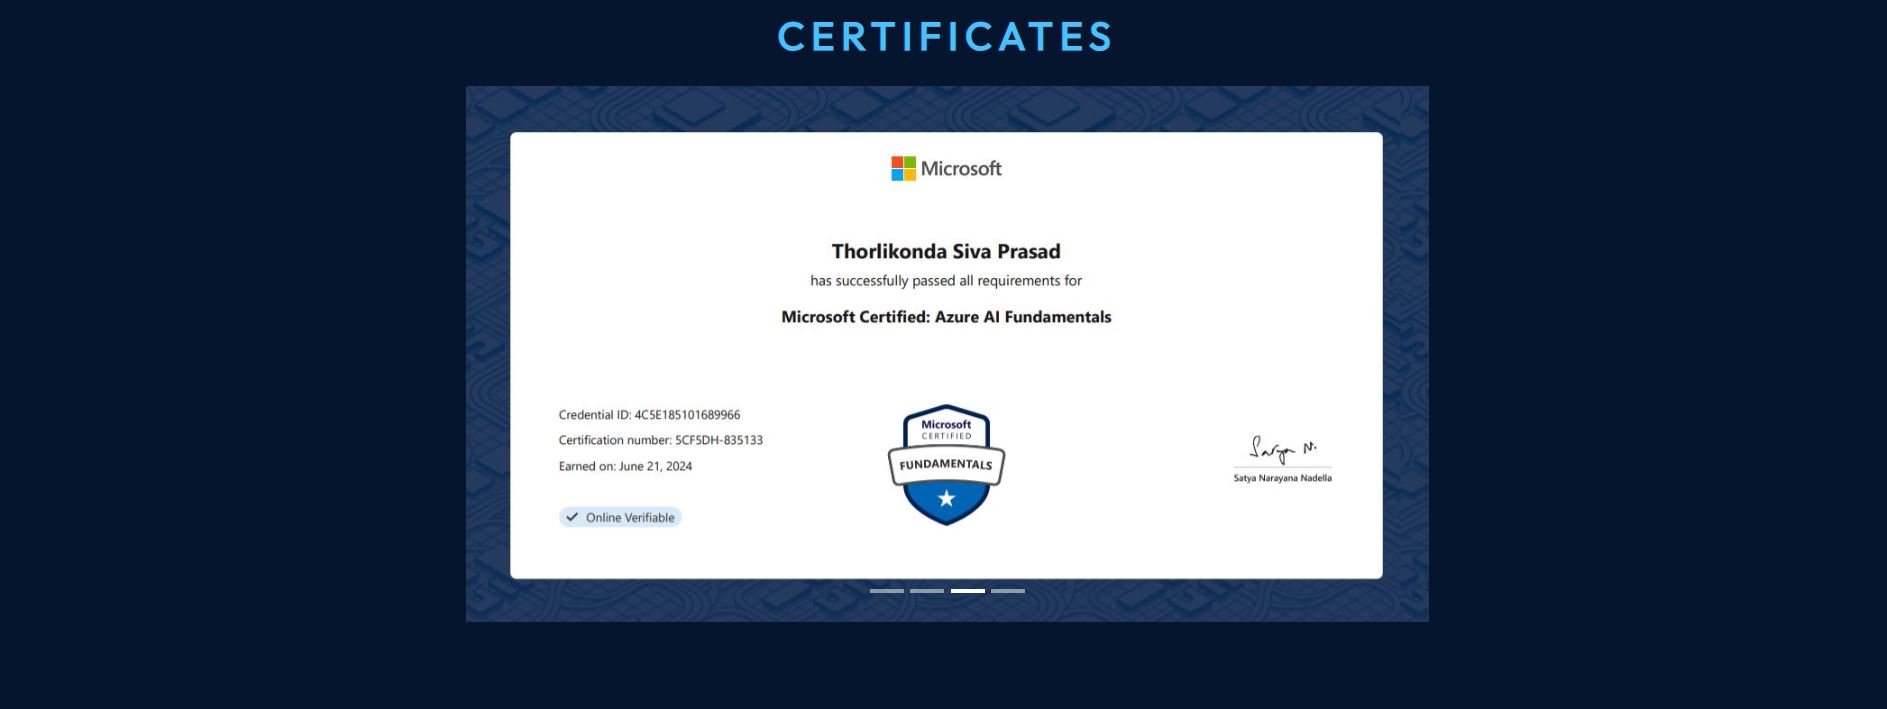 CERTIFICATES
Microsoft
Thorlikonda Siva Prasad
has successfully passed all requirements for
Microsoft Certified: Azure AI Fundamentals
Credential ID: 4C5E185101689966
Certification number: 5CF5DH-835133
Earned on: June 21, 2024
Online Verifiable
Microsoft
CERTIFIED
FUNDAMENTALS
Satya N.
Satya Narayana Nadella